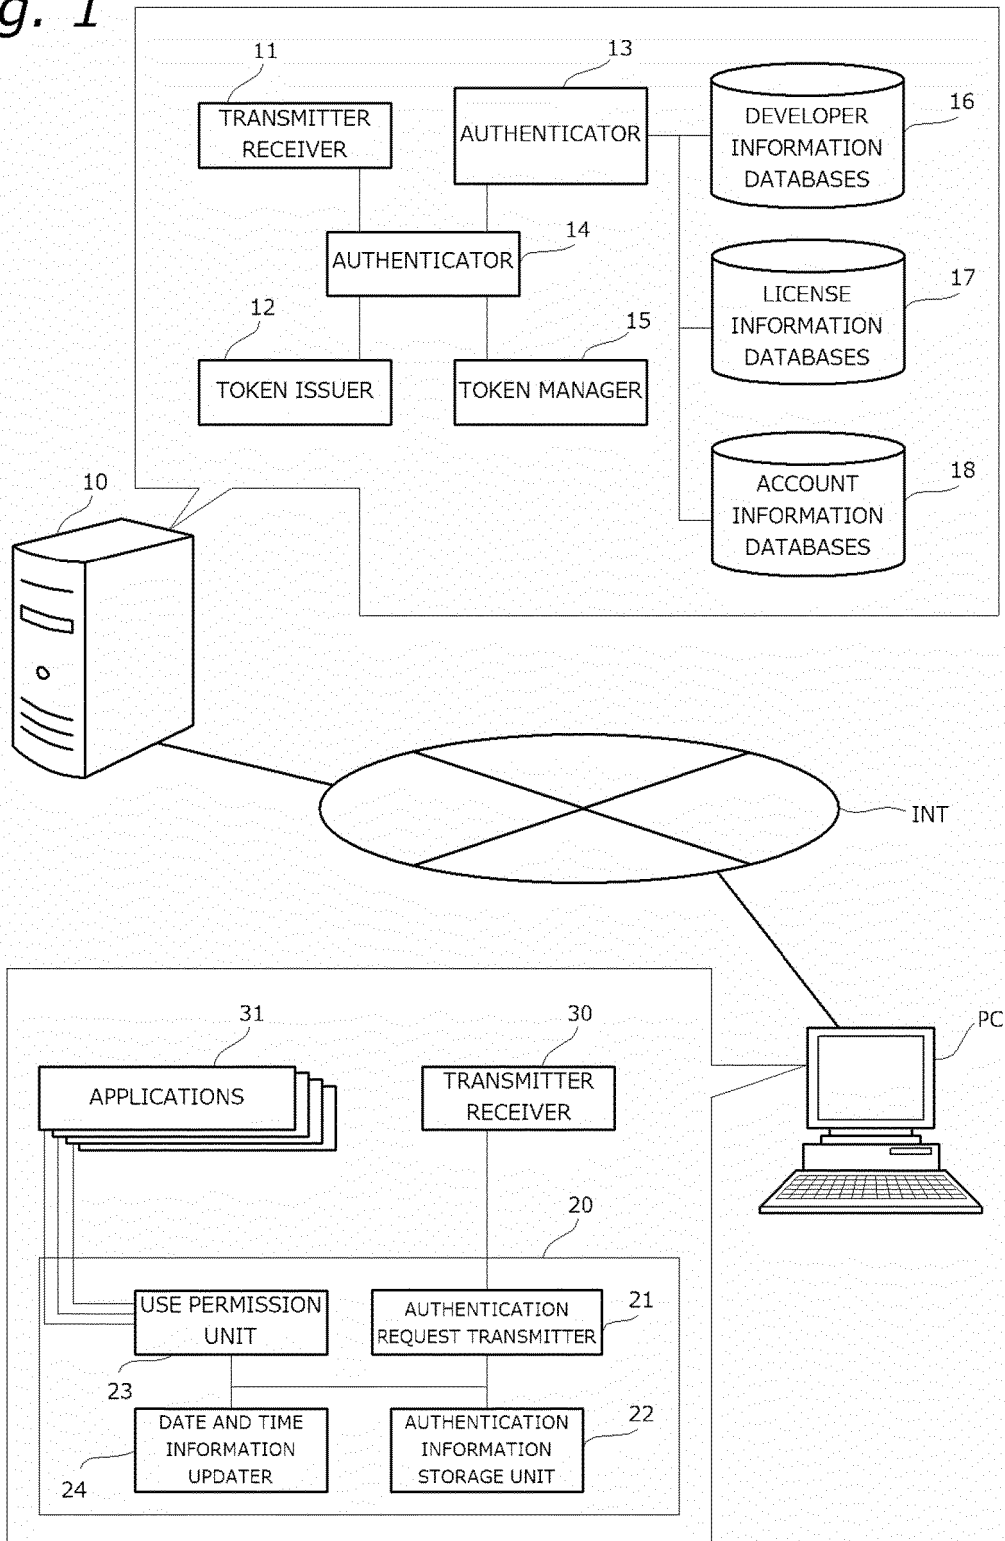 g. 1
11
TRANSMITTER
RECEIVER
13
AUTHENTICATOR
DEVELOPER
INFORMATION
DATABASES
16
14
AUTHENTICATOR
LICENSE
INFORMATION
DATABASES
17
12
TOKEN ISSUER
15
TOKEN MANAGER
ACCOUNT
INFORMATION
DATABASES
18
10
INT
PC
31
APPLICATIONS
30
TRANSMITTER
RECEIVER
20
USE PERMISSION
UNIT
23
AUTHENTICATION
REQUEST TRANSMITTER
21
DATE AND TIME
INFORMATION
UPDATER
24
AUTHENTICATION
INFORMATION
STORAGE UNIT
22